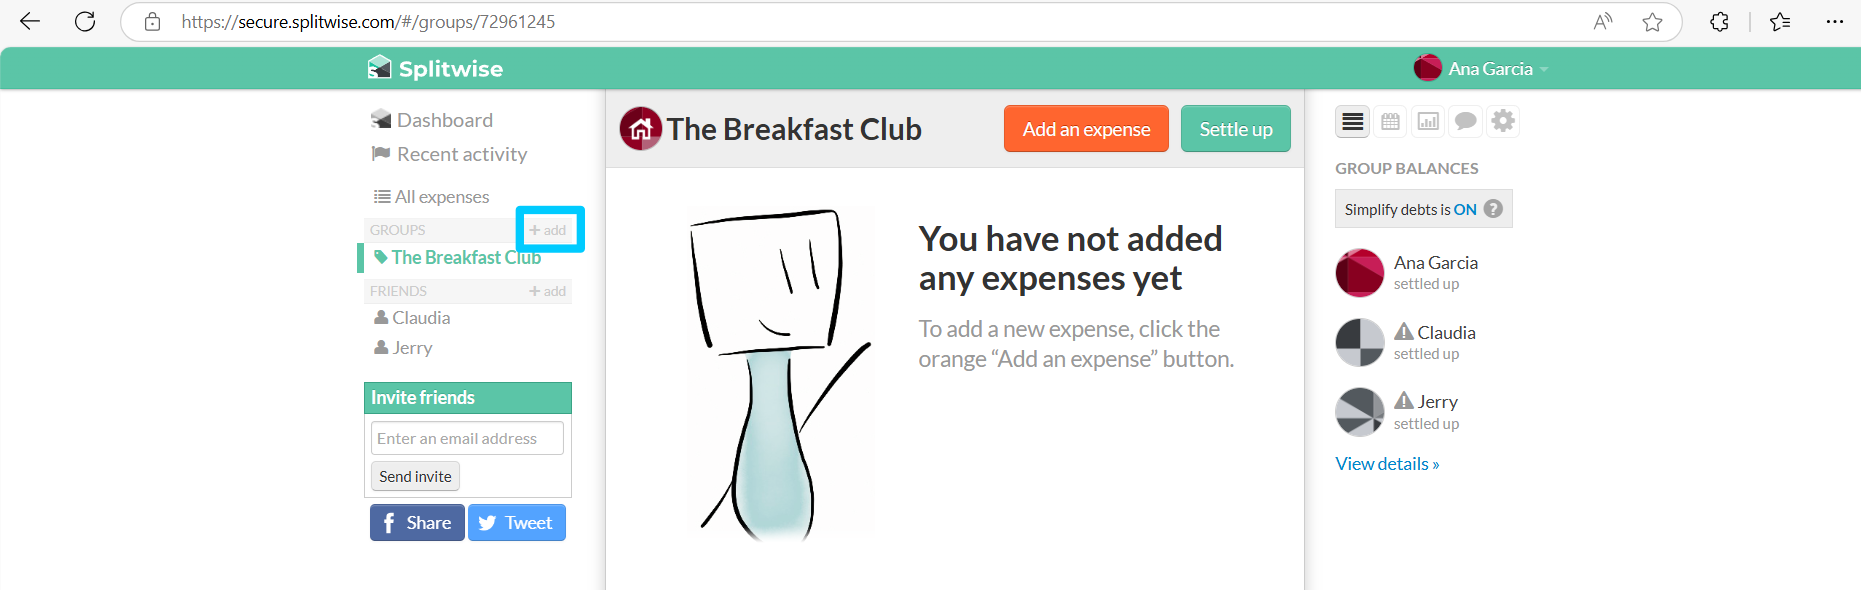 https://secure.splitwise.com/#/groups/72961245
Splitwise
Ana Garcia
Dashboard
Recent activity
All expenses
GROUPS
+ add
The Breakfast Club
FRIENDS
+ add
Claudia
Jerry
Invite friends
Enter an email address
Send invite
Share
Tweet
The Breakfast Club
Add an expense
Settle up
You have not added
any expenses yet
To add a new expense, click the
orange “Add an expense” button.
GROUP BALANCES
Simplify debts is ON ?
Ana Garcia
settled up
Claudia
settled up
Jerry
settled up
View details »